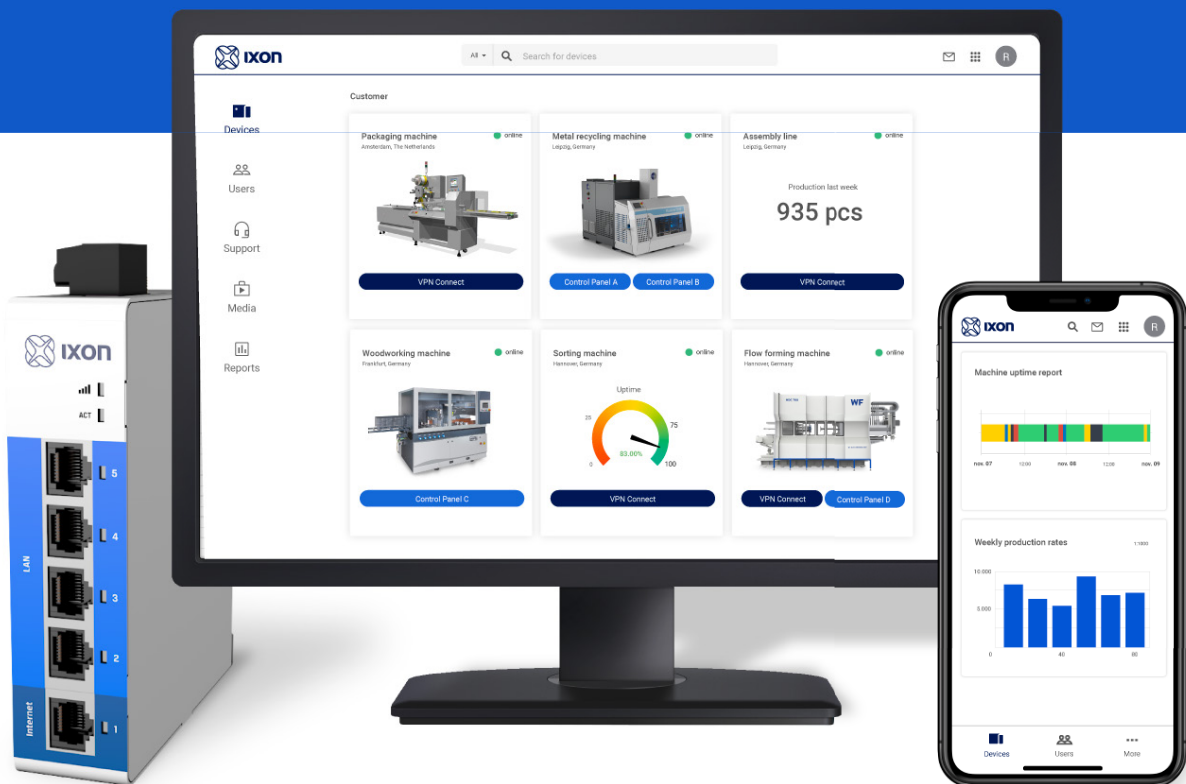 IXON
All
Search for devices
R
Customer
Devices
Users
Support
Media
Reports
Packaging machine
online
Amsterdam, The Netherlands
VPN Connect
Metal recycling machine
online
Leipzig, Germany
Control Panel A
Control Panel B
Assembly line
online
Leipzig, Germany
Production last week
935 pcs
VPN Connect
Woodworking machine
online
Frankfurt, Germany
Control Panel C
Sorting machine
online
Hannover, Germany
Uptime
25
75
0
83.00%
100
VPN Connect
Flow forming machine
online
Hannover, Germany
WF
VPN Connect
Control Panel D
IXON
ACT
LAN
5
4
3
2
Internet
1
IXON
R
Machine uptime report
nov. 07
12:00
nov. 08
12:00
nov. 09
Weekly production rates
10.000
5.000
0
40
80
Devices
Users
More